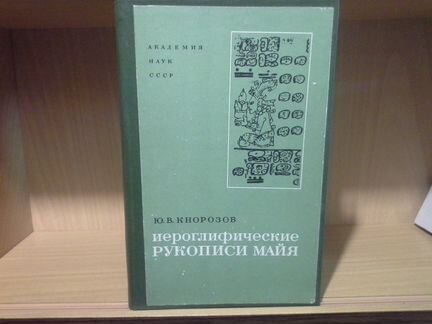 АКАДЕМИЯ
НАУК
СССР
Ю. В. КНОРОЗОВ
иероглифические
РУКОПИСИ МАЙЯ